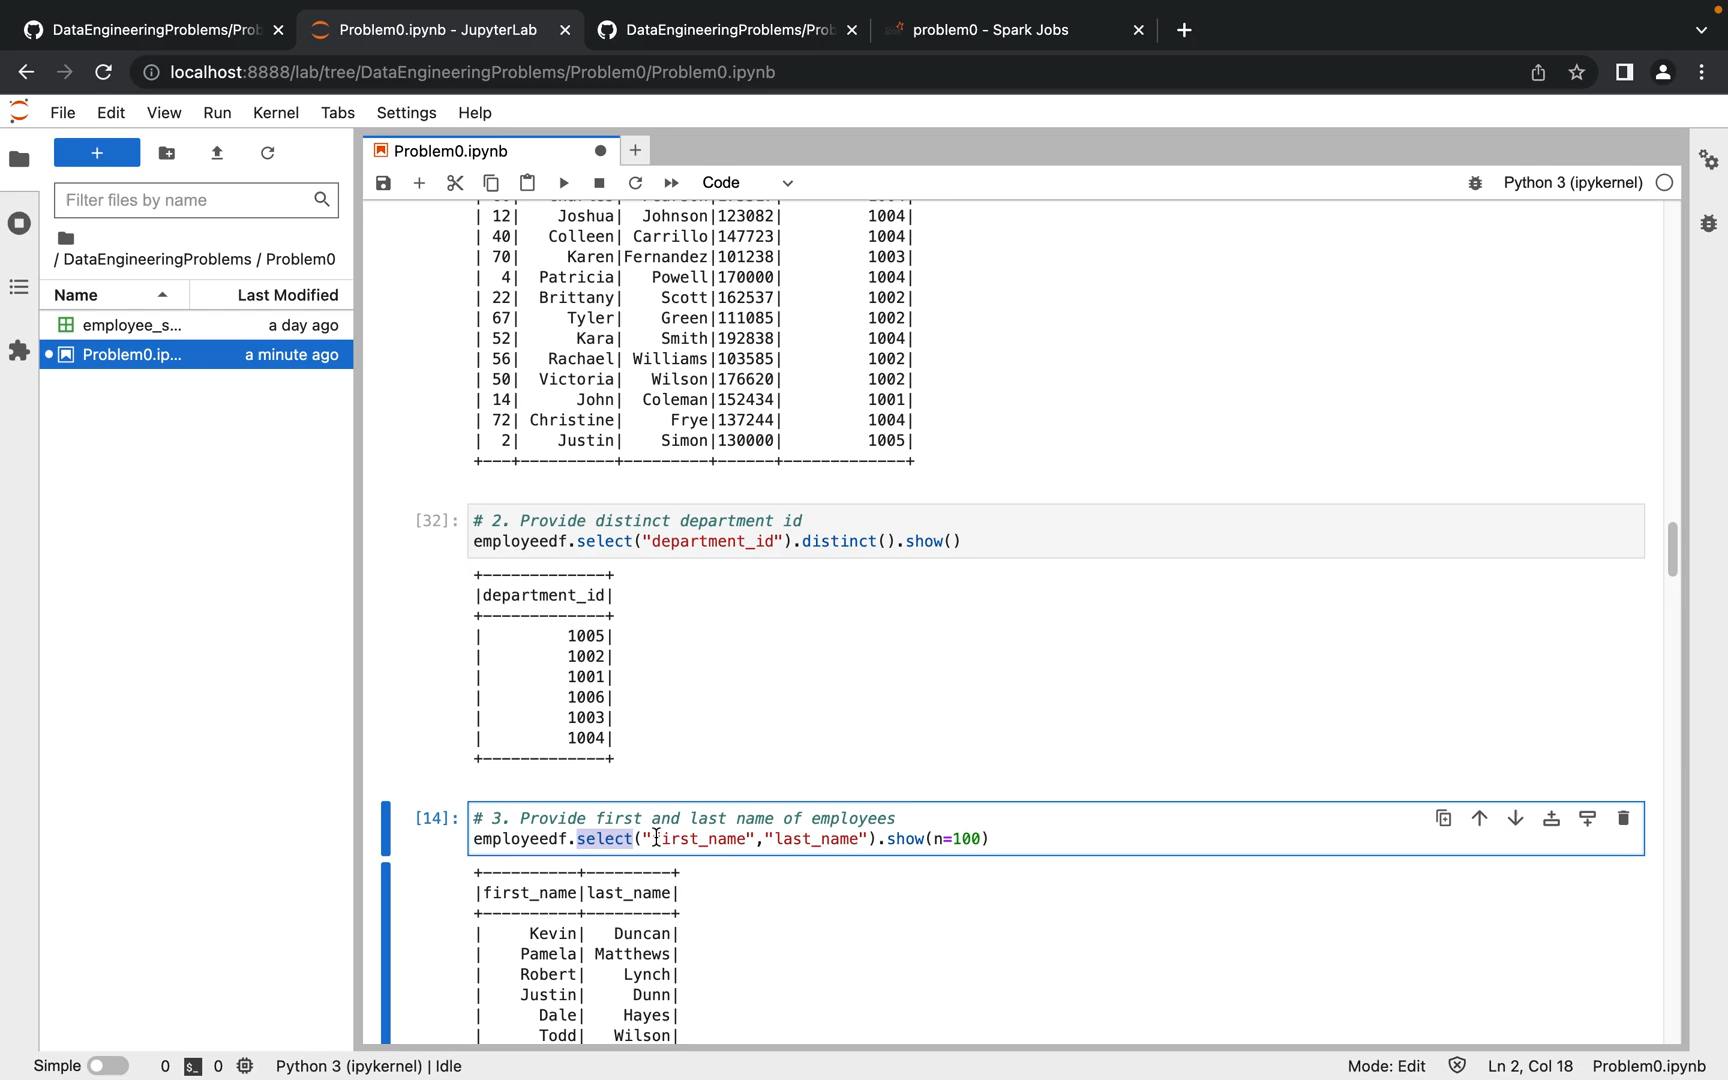 DataEngineeringProblems/Prob
Problem0.ipynb - JupyterLab
DataEngineeringProblems/Prob
problem0 - Spark Jobs
localhost:8888/lab/tree/DataEngineeringProblems/Problem0/Problem0.ipynb
File Edit View Run Kernel Tabs Settings Help
Filter files by name
/ DataEngineeringProblems / Problem0
Name Last Modified
employee_s... a day ago
Problem0.ip... a minute ago
Problem0.ipynb
Code
Python 3 (ipykernel)
| 12| Joshua| Johnson|123082| 1004|
| 40| Colleen| Carrillo|147723| 1004|
| 70| Karen|Fernandez|101238| 1003|
| 4| Patricia| Powell|170000| 1004|
| 22| Brittany| Scott|162537| 1002|
| 67| Tyler| Green|111085| 1002|
| 52| Kara| Smith|192838| 1004|
| 56| Rachael| Williams|103585| 1002|
| 50| Victoria| Wilson|176620| 1002|
| 14| John| Coleman|152434| 1001|
| 72| Christine| Frye|137244| 1004|
| 2| Justin| Simon|130000| 1005|
+---+----------+---------+------+-------------+
[32]: # 2. Provide distinct department id
employeedf.select("department_id").distinct().show()
+-------------+
|department_id|
+-------------+
| 1005|
| 1002|
| 1001|
| 1006|
| 1003|
| 1004|
+-------------+
[14]: # 3. Provide first and last name of employees
employeedf.select("first_name","last_name").show(n=100)
+----------+---------+
|first_name|last_name|
+----------+---------+
| Kevin| Duncan|
| Pamela| Matthews|
| Robert| Lynch|
| Justin| Dunn|
| Dale| Hayes|
| Todd| Wilson|
Simple 0 $_ 0 Python 3 (ipykernel) | Idle
Mode: Edit Ln 2, Col 18 Problem0.ipynb